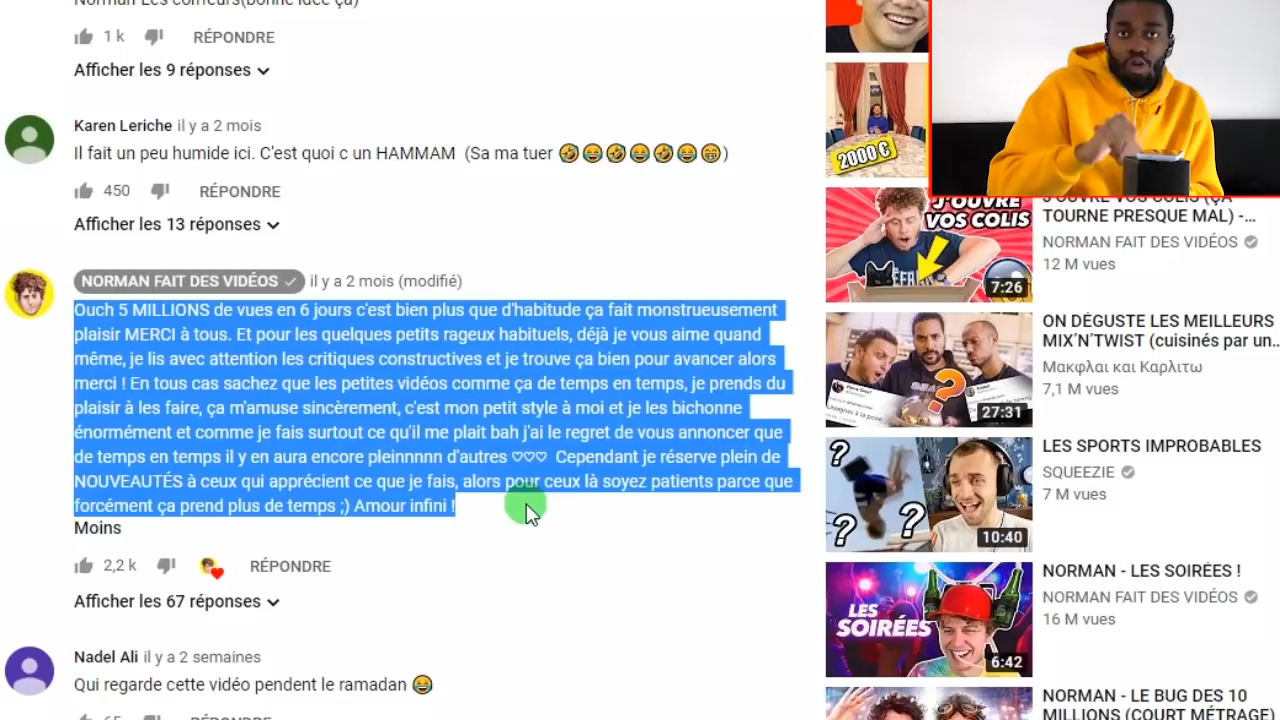 Norman-Les coiffeurs(bonne idée ça)
1 k
RÉPONDRE
Afficher les 9 réponses
Karen Leriche il y a 2 mois
Il fait un peu humide ici. C'est quoi c un HAMMAM (Sa ma tuer 🤣😂🤣😂🤣😂😁)
450
RÉPONDRE
Afficher les 13 réponses
NORMAN FAIT DES VIDÉOS il y a 2 mois (modifié)
Ouch 5 MILLIONS de vues en 6 jours c'est bien plus que d'habitude ça fait monstrueusement
plaisir MERCI à tous. Et pour les quelques petits rageux habituels, déjà je vous aime quand
même, je lis avec attention les critiques constructives et je trouve ça bien pour avancer alors
merci ! En tous cas sachez que les petites vidéos comme ça de temps en temps, je prends du
plaisir à les faire, ça m'amuse sincèrement, c'est mon petit style à moi et je les bichonne
énormément et comme je fais surtout ce qu'il me plait bah j'ai le regret de vous annoncer que
de temps en temps il y en aura encore pleinnnnn d'autres ♡♡♡ Cependant je réserve plein de
NOUVEAUTÉS à ceux qui apprécient ce que je fais, alors pour ceux là soyez patients parce que
forcément ça prend plus de temps ;) Amour infini !
Moins
2,2 k
RÉPONDRE
Afficher les 67 réponses
Nadel Ali il y a 2 semaines
Qui regarde cette vidéo pendent le ramadan 😂
65
RÉPONDRE
2000 €
J'OUVRE
VOS COLIS
7:26
J'OUVRE VOS COLIS (ÇA
TOURNE PRESQUE MAL) -...
NORMAN FAIT DES VIDÉOS
12 M vues
27:31
ON DÉGUSTE LES MEILLEURS
MIX'N'TWIST (cuisinés par un...
Μακφλαι και Καρλιτω
7,1 M vues
? ? ?
10:40
LES SPORTS IMPROBABLES
SQUEEZIE
7 M vues
LES
SOIRÉES
6:42
NORMAN - LES SOIRÉES !
NORMAN FAIT DES VIDÉOS
16 M vues
NORMAN - LE BUG DES 10
MILLIONS (COURT MÉTRAGE)